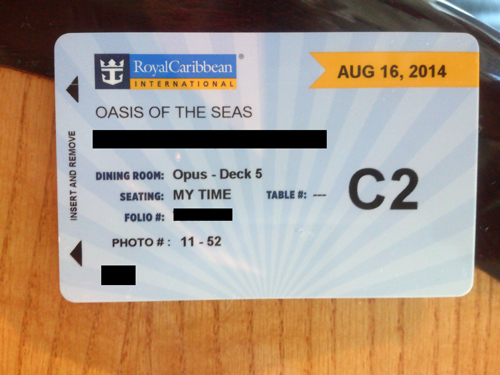 RoyalCaribbean®
INTERNATIONAL
AUG 16, 2014
OASIS OF THE SEAS
INSERT AND REMOVE
DINING ROOM: Opus - Deck 5
SEATING: MY TIME TABLE #: ---
C2
FOLIO #:
PHOTO # : 11 - 52